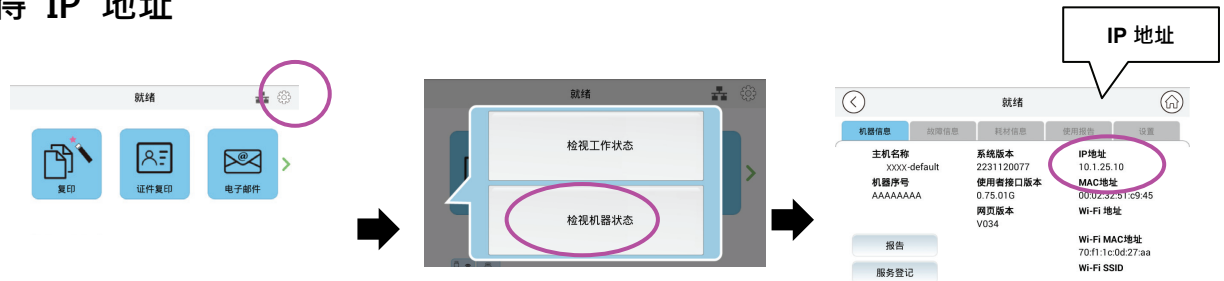 得 IP 地址
IP 地址
就绪
复印
证件复印
电子邮件
就绪
检视工作状态
检视机器状态
就绪
机器信息 故障信息 耗材信息 使用报告 设置
主机名称
XXXX-default
机器序号
AAAAAAAA
报告
服务登记
系统版本
2231120077
使用者接口版本
0.75.01G
网页版本
V034
IP地址
10.1.25.10
MAC地址
00:02:32:51:c9:45
Wi-Fi 地址
Wi-Fi MAC地址
70:f1:1c:0d:27:aa
Wi-Fi SSID